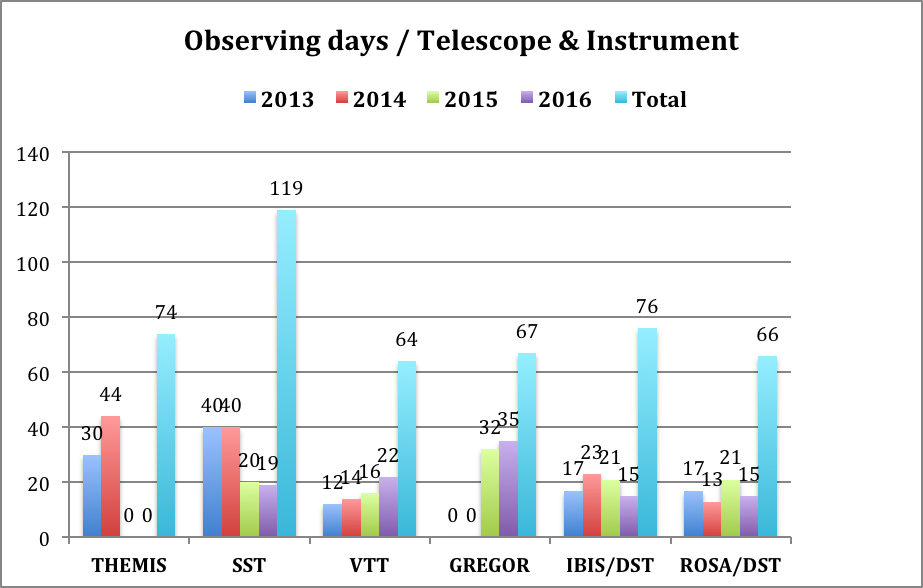 Observing days / Telescope & Instrument
2013 2014 2015 2016 Total
140
120
100
80
60
40
20
0
30 44 0 0 74
40 40 20 19 119
12 14 16 22 64
0 0 32 35 67
17 23 21 15 76
17 13 21 15 66
THEMIS SST VTT GREGOR IBIS/DST ROSA/DST